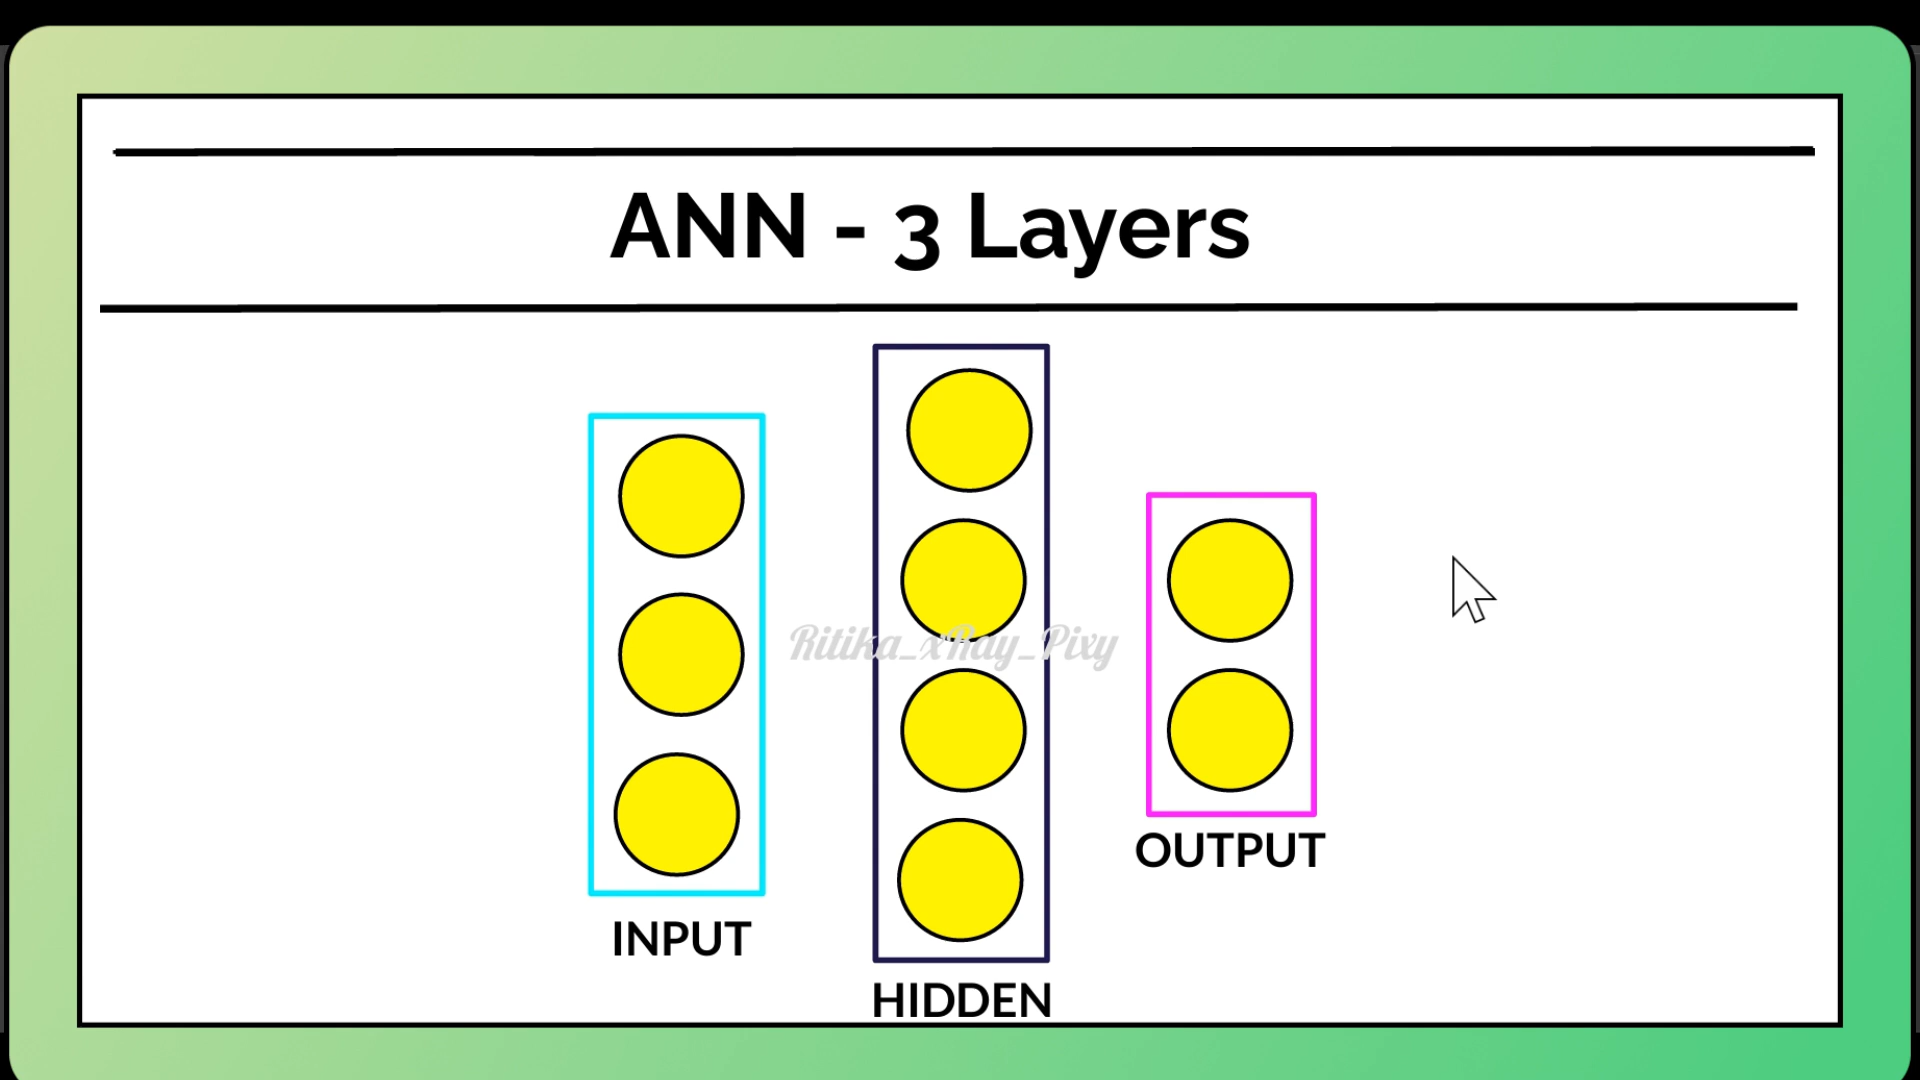 ANN - 3 Layers
Ritika_xRay_Pixy
OUTPUT
INPUT
HIDDEN